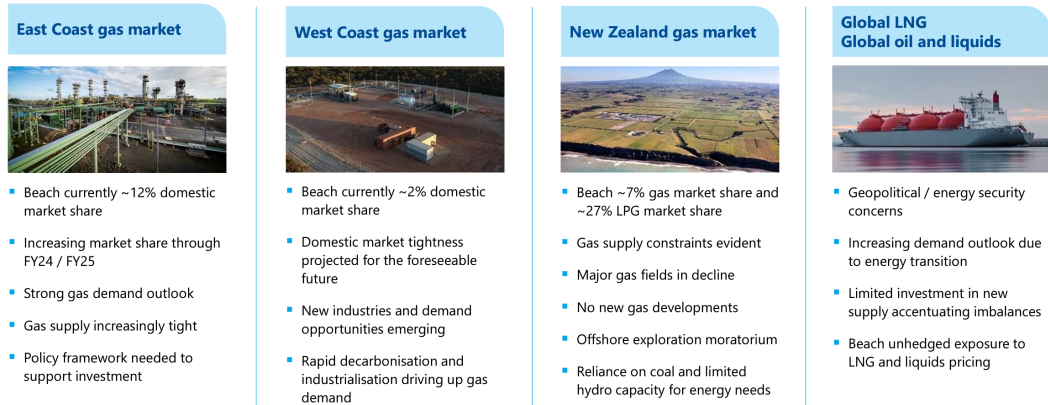 East Coast gas market
▪ Beach currently ~12% domestic
market share
▪ Increasing market share through
FY24 / FY25
▪ Strong gas demand outlook
▪ Gas supply increasingly tight
▪ Policy framework needed to
support investment
West Coast gas market
▪ Beach currently ~2% domestic
market share
▪ Domestic market tightness
projected for the foreseeable
future
▪ New industries and demand
opportunities emerging
▪ Rapid decarbonisation and
industrialisation driving up gas
demand
New Zealand gas market
▪ Beach ~7% gas market share and
~27% LPG market share
▪ Gas supply constraints evident
▪ Major gas fields in decline
▪ No new gas developments
▪ Offshore exploration moratorium
▪ Reliance on coal and limited
hydro capacity for energy needs
Global LNG
Global oil and liquids
▪ Geopolitical / energy security
concerns
▪ Increasing demand outlook due
to energy transition
▪ Limited investment in new
supply accentuating imbalances
▪ Beach unhedged exposure to
LNG and liquids pricing